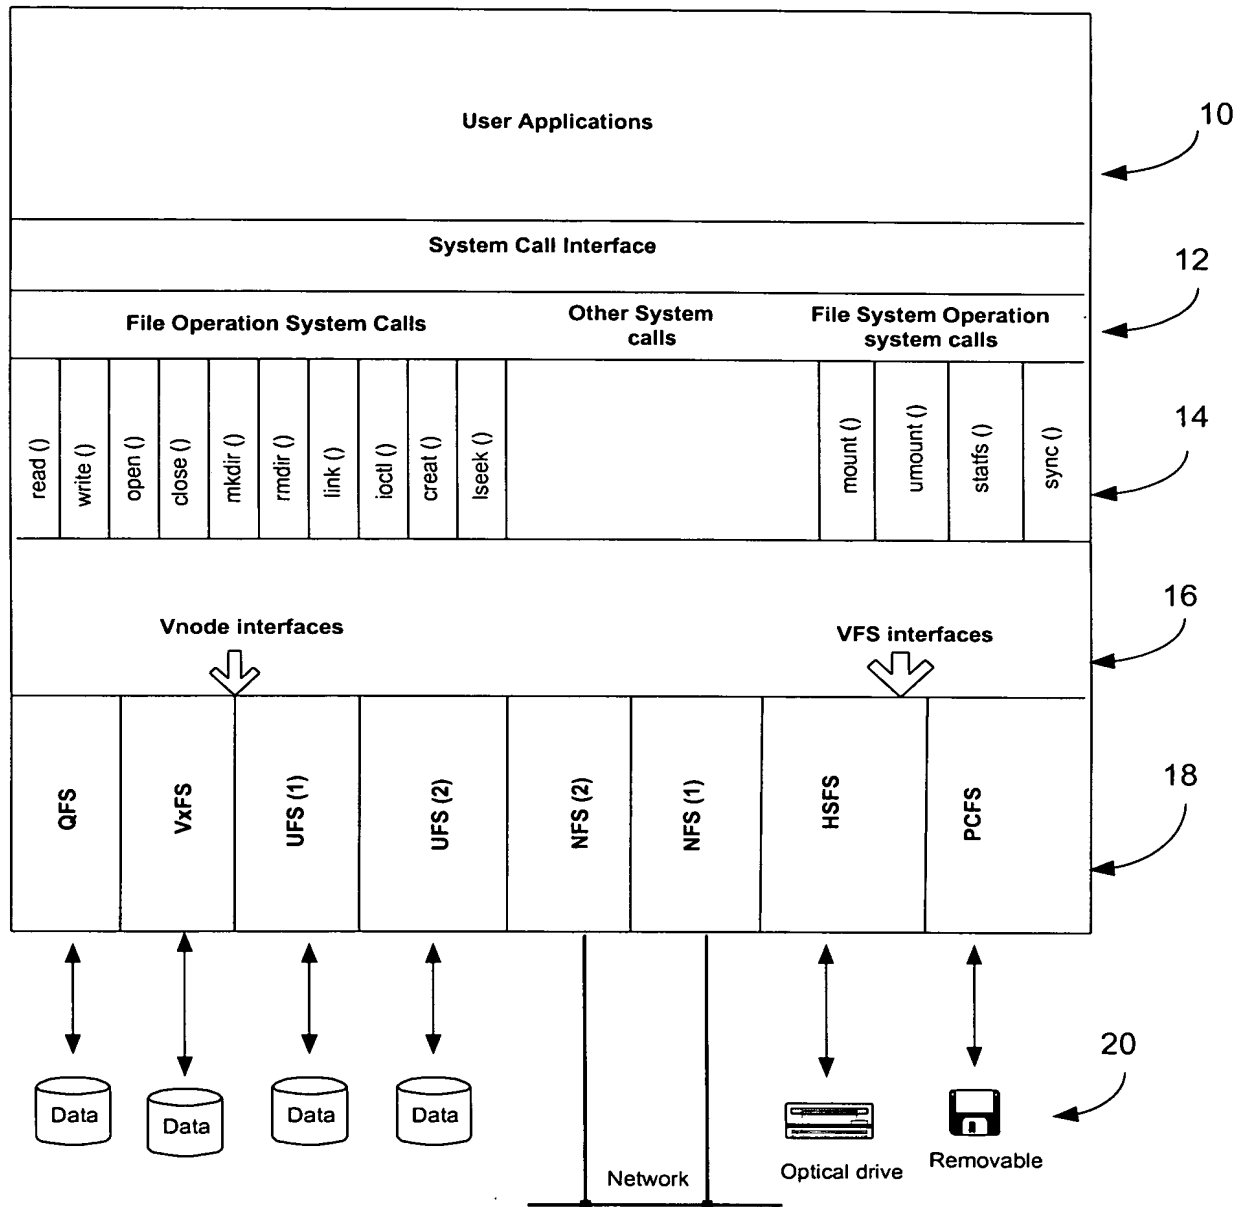 User Applications
10
System Call Interface
12
File Operation System Calls
Other System
calls
File System Operation
system calls
read ()
write ()
open ()
close ()
mkdir ()
rmdir ()
link ()
ioctl ()
creat ()
lseek ()
mount ()
umount ()
statfs ()
sync ()
14
Vnode interfaces
VFS interfaces
16
QFS
VxFS
UFS (1)
UFS (2)
NFS (2)
NFS (1)
HSFS
PCFS
18
Data
Data
Data
Data
Network
Optical drive
Removable
20